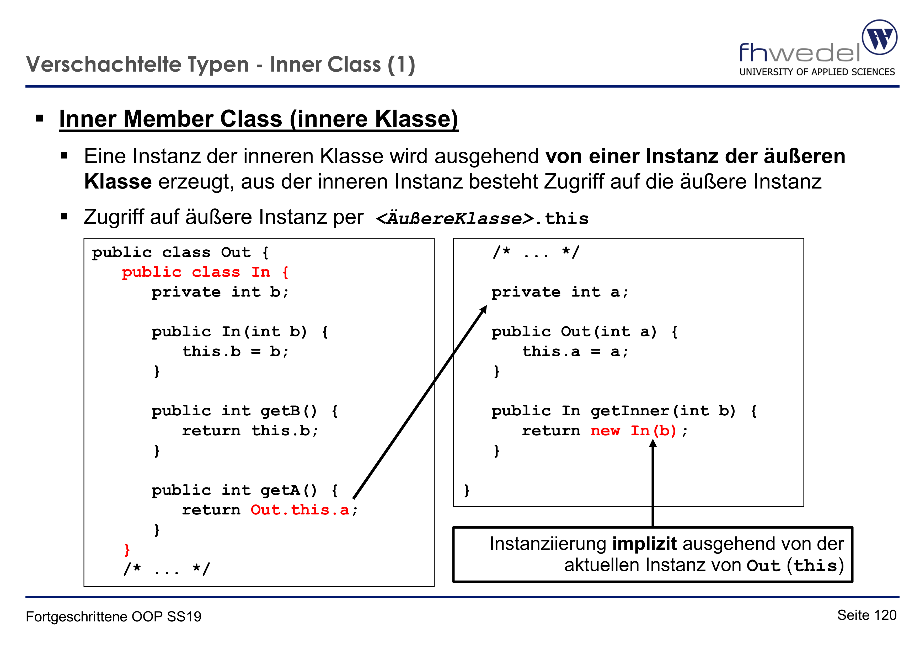 Verschachtelte Typen - Inner Class (1)
fhwedel
UNIVERSITY OF APPLIED SCIENCES
W
▪ Inner Member Class (innere Klasse)
▪ Eine Instanz der inneren Klasse wird ausgehend von einer Instanz der äußeren
Klasse erzeugt, aus der inneren Instanz besteht Zugriff auf die äußere Instanz
▪ Zugriff auf äußere Instanz per <ÄußereKlasse>.this
public class Out {
public class In {
private int b;
public In(int b) {
this.b = b;
}
public int getB() {
return this.b;
}
public int getA() {
return Out.this.a;
}
}
/* ... */
/* ... */
private int a;
public Out(int a) {
this.a = a;
}
public In getInner(int b) {
return new In(b);
}
}
Instanziierung implizit ausgehend von der
aktuellen Instanz von Out (this)
Fortgeschrittene OOP SS19
Seite 120